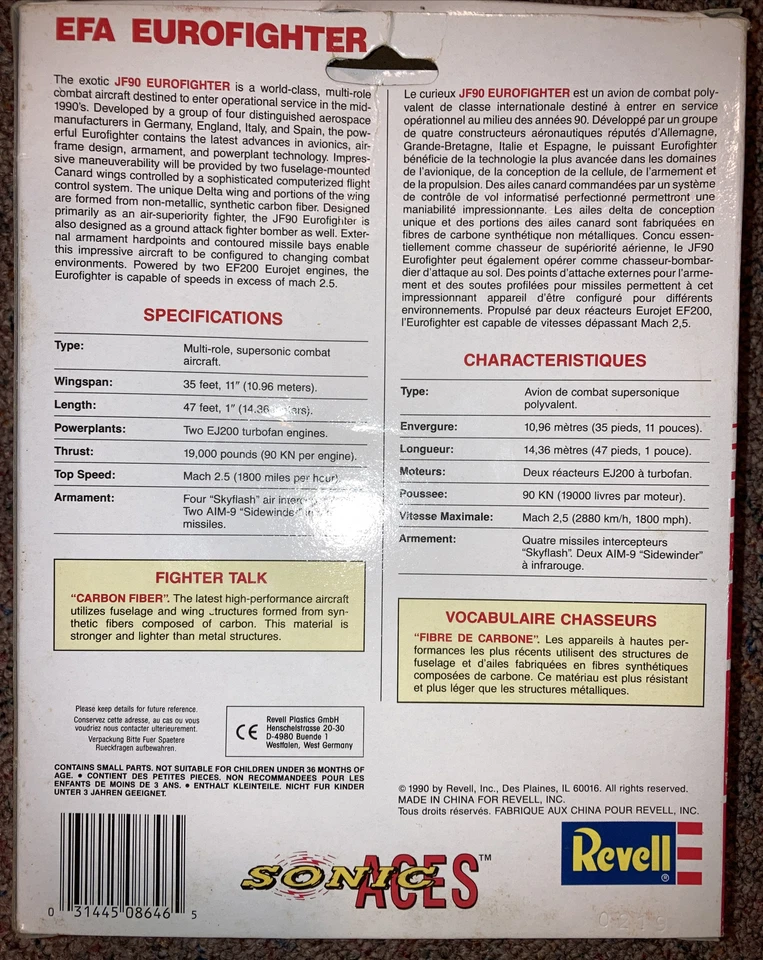 EFA EUROFIGHTER
The exotic JF90 EUROFIGHTER is a world-class, multi-role
combat aircraft destined to enter operational service in the mid-
1990's. Developed by a group of four distinguished aerospace
manufacturers in Germany, England, Italy, and Spain, the pow-
erful Eurofighter contains the latest advances in avionics, air-
frame design, armament, and powerplant technology. Impres-
sive maneuverability will be provided by two fuselage-mounted
Canard wings controlled by a sophisticated computerized flight
control system. The unique Delta wing and portions of the wing
are formed from non-metallic, synthetic carbon fiber. Designed
primarily as an air-superiority fighter, the JF90 Eurofighter is
also designed as a ground attack fighter bomber as well. Exter-
nal armament hardpoints and contoured missile bays enable
this impressive aircraft to be configured to changing combat
environments. Powered by two EF200 Eurojet engines, the
Eurofighter is capable of speeds in excess of mach 2.5.
SPECIFICATIONS
Type: Multi-role, supersonic combat
aircraft.
Wingspan: 35 feet, 11" (10.96 meters).
Length: 47 feet, 1" (14.36
Powerplants: Two EJ200 turbofan engines.
Thrust: 19,000 pounds (90 KN per engine).
Top Speed: Mach 2.5 (1800 miles per hour).
Armament: Four "Skyflash" air
Two AIM-9 "Sidewinder"
missiles.
FIGHTER TALK
"CARBON FIBER". The latest high-performance aircraft
utilizes fuselage and wing structures formed from syn-
thetic fibers composed of carbon. This material is
stronger and lighter than metal structures.
Le curieux JF90 EUROFIGHTER est un avion de combat poly-
valent de classe internationale destiné à entrer en service
opérationnel au milieu des années 90. Développé par un groupe
de quatre constructeurs aéronautiques réputés d'Allemagne,
Grande-Bretagne, Italie et Espagne, le puissant Eurofighter
bénéficie de la technologie la plus avancée dans les domaines
de l'avionique, de la conception de la cellule, de l'armement et
de la propulsion. Des ailes canard commandées par un système
de contrôle de vol informatisé perfectionné permettront une
maniabilité impressionnante. Les ailes delta de conception
unique et des portions des ailes canard sont fabriquées en
fibres de carbone synthétique non métalliques. Concu essen-
tiellement comme chasseur de supériorité aérienne, le JF90
Eurofighter peut également opérer comme chasseur-bombar-
dier d'attaque au sol. Des points d'attache externes pour l'arme-
ment et des soutes profilées pour missiles permettent à cet
impressionnant appareil d'être configuré pour différents
environnements. Propulsé par deux réacteurs Eurojet EF200,
l'Eurofighter est capable de vitesses dépassant Mach 2,5.
CHARACTERISTIQUES
Type: Avion de combat supersonique
polyvalent.
Envergure: 10,96 mètres (35 pieds, 11 pouces).
Longueur: 14,36 mètres (47 pieds, 1 pouce).
Moteurs: Deux réacteurs EJ200 à turbofan.
Poussee: 90 KN (19000 livres par moteur).
Vitesse Maximale: Mach 2,5 (2880 km/h, 1800 mph).
Armement: Quatre missiles intercepteurs
"Skyflash". Deux AIM-9 "Sidewinder"
à infrarouge.
VOCABULAIRE CHASSEURS
"FIBRE DE CARBONE". Les appareils à hautes per-
formances les plus récents utilisent des structures de
fuselage et d'ailes fabriquées en fibres synthétiques
composées de carbone. Ce matériau est plus résistant
et plus léger que les structures métalliques.
Please keep details for future reference.
Conservez cette adresse, au cas ou vous
voudriez nous contacter ulterieurement.
Verpackung Bitte Fuer Spaetere
Rueckfragen aufbewahren.
CE
Revell Plastics GmbH
Henschelstrasse 20-30
D-4980 Buende 1
Westfalen, West Germany
CONTAINS SMALL PARTS. NOT SUITABLE FOR CHILDREN UNDER 36 MONTHS OF
AGE. • CONTIENT DES PETITES PIECES. NON RECOMMANDEES POUR LES
ENFANTS DE MOINS DE 3 ANS. • ENTHALT KLEINTEILE. NICHT FUR KINDER
UNTER 3 JAHREN GEEIGNET.
© 1990 by Revell, Inc., Des Plaines, IL 60016. All rights reserved.
MADE IN CHINA FOR REVELL, INC.
Tous droits réservés. FABRIQUE AUX CHINA POUR REVELL, INC.
0 31445 08646 5
SONIC ACES™
Revell®